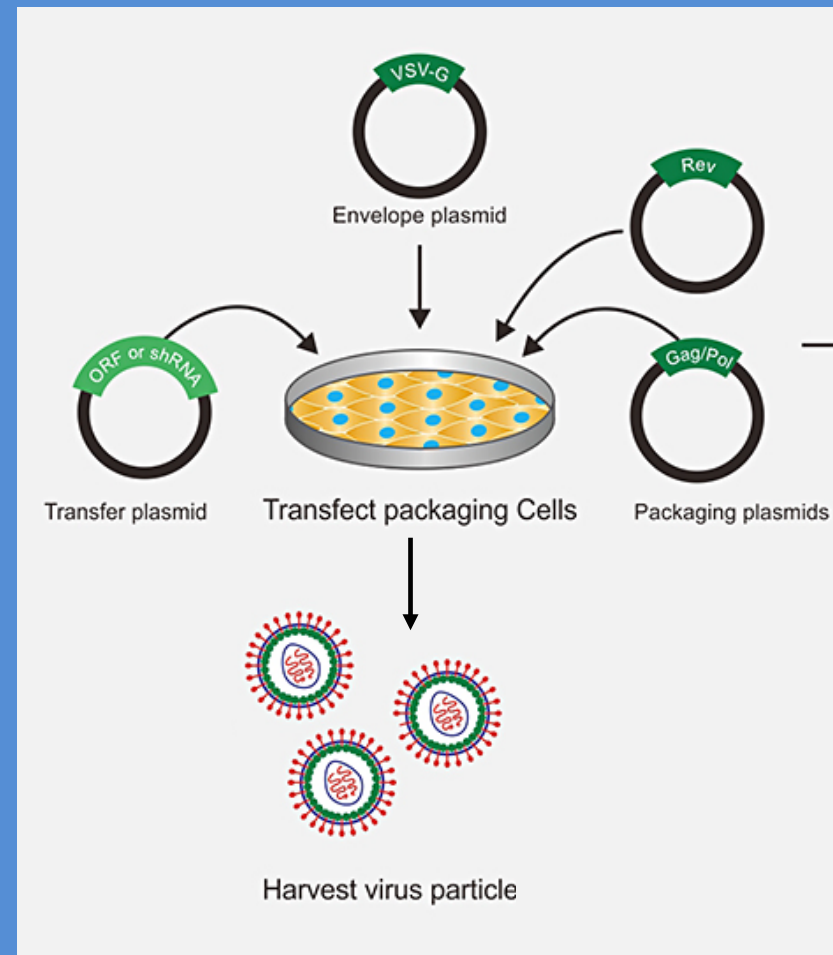 VSV-G
Envelope plasmid
Rev
ORF or shRNA
Gag/Pol
Transfer plasmid
Transfect packaging Cells
Packaging plasmids
Harvest virus particle